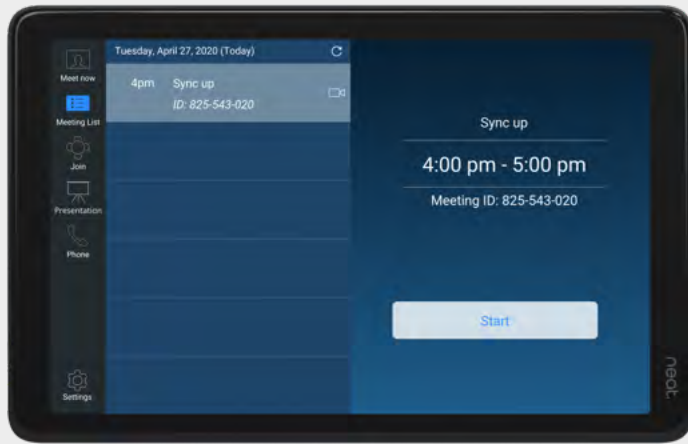 Meet now
Meeting List
Join
Presentation
Phone
Settings
Tuesday, April 27, 2020 (Today)
4pm Sync up
ID: 825-543-020
Sync up
4:00 pm - 5:00 pm
Meeting ID: 825-543-020
Start
neat.